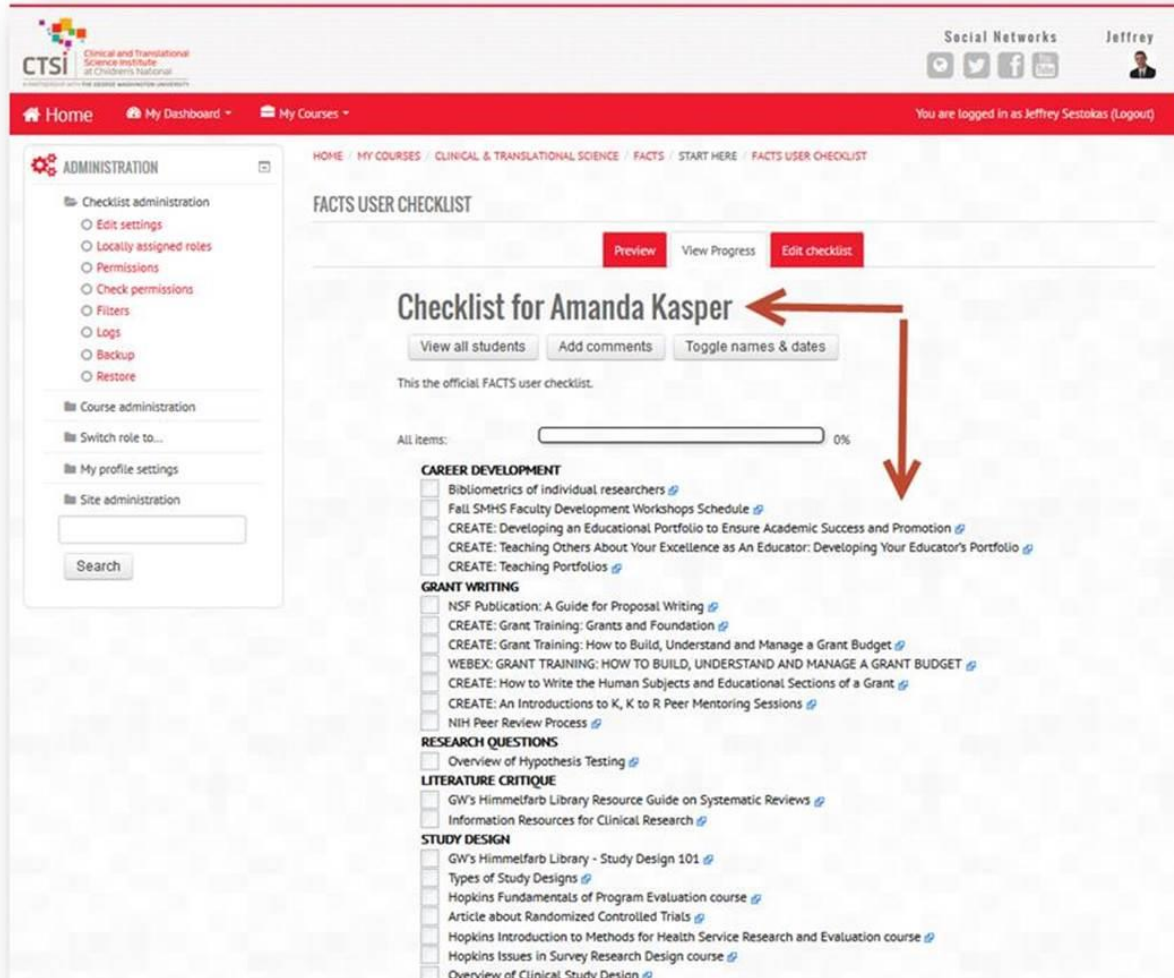 Social Networks
Jeffrey
CTSi
Clinical and Translational
Science Institute
at Children's National
A PARTNERSHIP WITH THE GEORGE WASHINGTON UNIVERSITY
You Tube
Home
My Dashboard
My Courses
You are logged in as Jeffrey Sestokas (Logout)
ADMINISTRATION
Checklist administration
Edit settings
Locally assigned roles
Permissions
Check permissions
Filters
Logs
Backup
Restore
Course administration
Switch role to...
My profile settings
Site administration
Search
HOME / MY COURSES / CLINICAL & TRANSLATIONAL SCIENCE / FACTS / START HERE / FACTS USER CHECKLIST
FACTS USER CHECKLIST
Preview
View Progress
Edit checklist
Checklist for Amanda Kasper
View all students
Add comments
Toggle names & dates
This the official FACTS user checklist.
All items:
0%
CAREER DEVELOPMENT
Bibliometrics of individual researchers
Fall SMHS Faculty Development Workshops Schedule
CREATE: Developing an Educational Portfolio to Ensure Academic Success and Promotion
CREATE: Teaching Others About Your Excellence as An Educator: Developing Your Educator's Portfolio
CREATE: Teaching Portfolios
GRANT WRITING
NSF Publication: A Guide for Proposal Writing
CREATE: Grant Training: Grants and Foundation
CREATE: Grant Training: How to Build, Understand and Manage a Grant Budget
WEBEX: GRANT TRAINING: HOW TO BUILD, UNDERSTAND AND MANAGE A GRANT BUDGET
CREATE: How to Write the Human Subjects and Educational Sections of a Grant
CREATE: An Introductions to K, K to R Peer Mentoring Sessions
NIH Peer Review Process
RESEARCH QUESTIONS
Overview of Hypothesis Testing
LITERATURE CRITIQUE
GW's Himmelfarb Library Resource Guide on Systematic Reviews
Information Resources for Clinical Research
STUDY DESIGN
GW's Himmelfarb Library - Study Design 101
Types of Study Designs
Hopkins Fundamentals of Program Evaluation course
Article about Randomized Controlled Trials
Hopkins Introduction to Methods for Health Service Research and Evaluation course
Hopkins Issues in Survey Research Design course
Overview of Clinical Study Design